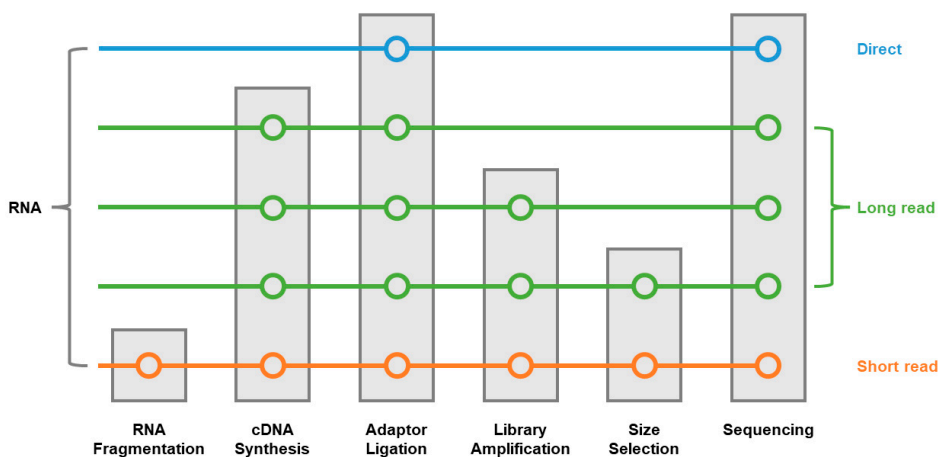 Direct
RNA
Long read
Short read
RNA
Fragmentation
cDNA
Synthesis
Adaptor
Ligation
Library
Amplification
Size
Selection
Sequencing